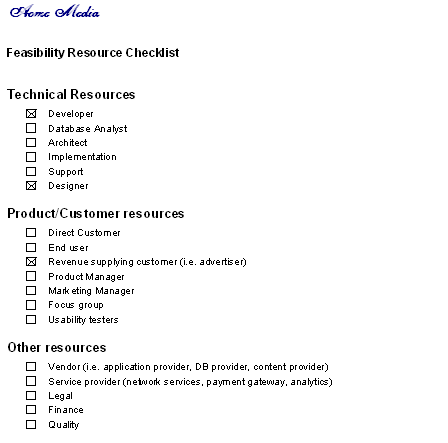 Acme Media
Feasibility Resource Checklist
Technical Resources
Developer
Database Analyst
Architect
Implementation
Support
Designer
Product/Customer resources
Direct Customer
End user
Revenue supplying customer (i.e. advertiser)
Product Manager
Marketing Manager
Focus group
Usability testers
Other resources
Vendor (i.e. application provider, DB provider, content provider)
Service provider (network services, payment gateway, analytics)
Legal
Finance
Quality